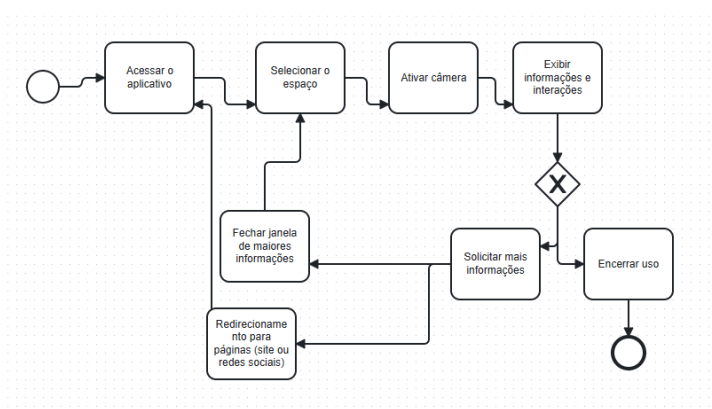 Acessar o
aplicativo
Selecionar o
espaço
Ativar câmera
Exibir
informações e
interações
X
Fechar janela
de maiores
informações
Solicitar mais
informações
Encerrar uso
Redirecioname
nto para
páginas (site ou
redes sociais)